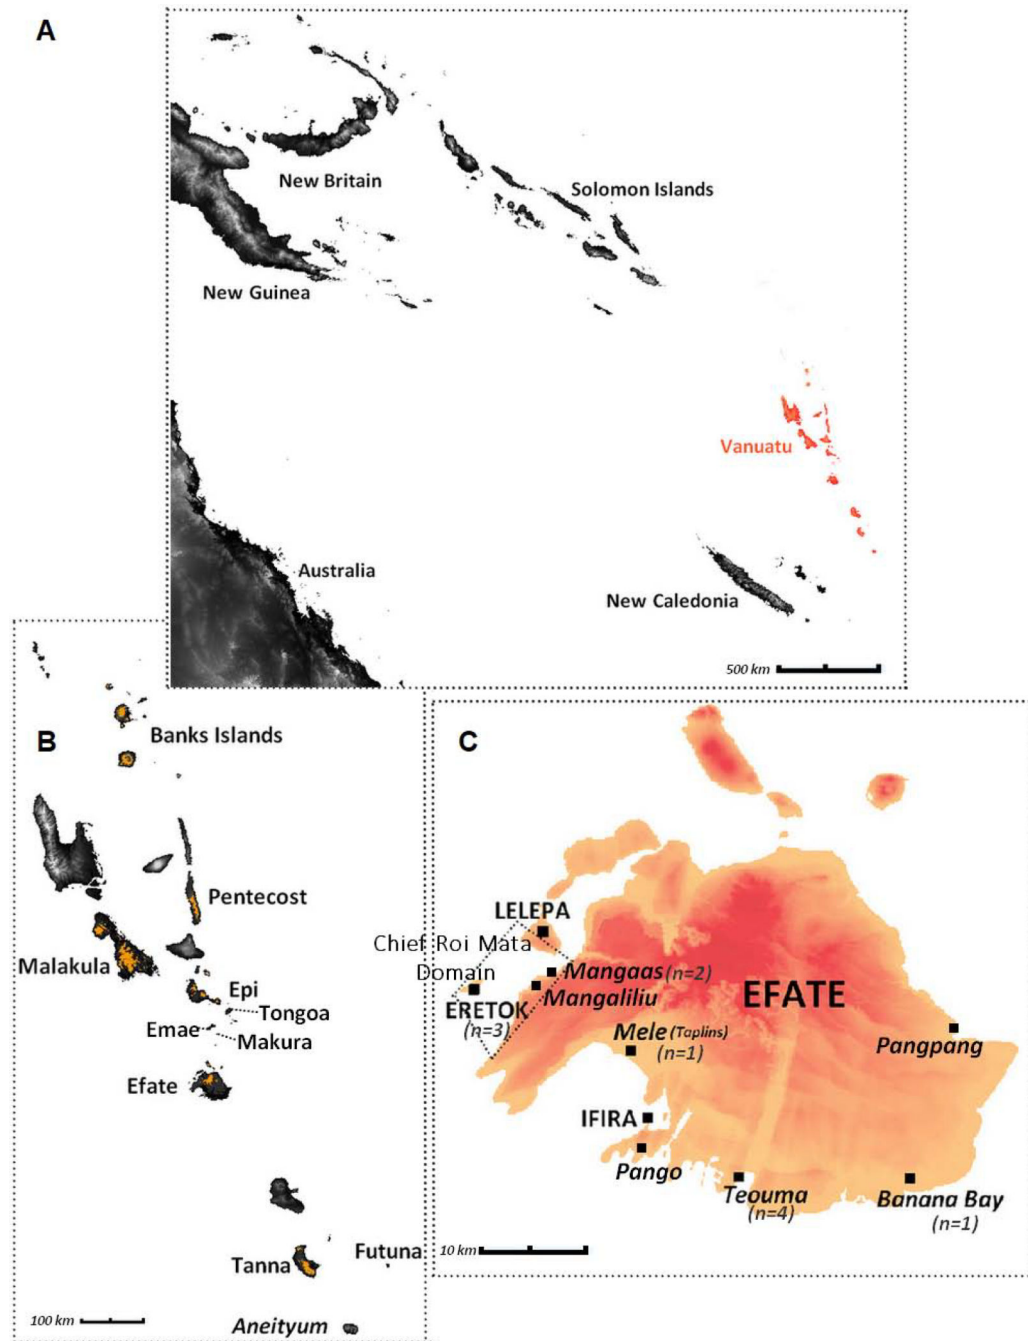 A
New Britain
Solomon Islands
New Guinea
Vanuatu
Australia
New Caledonia
500 km
B
Banks Islands
Pentecost
Malakula
Epi
Tongoa
Emae
Makura
Efate
Tanna
Futuna
100 km
Aneityum
C
LELEPA
Chief Roi Mata
Domain
Mangaas (n=2)
Mangaliliu
ERETOK
(n=3)
EFATE
Mele (Taplins)
(n=1)
Pangpang
IFIRA
Pango
Teouma
(n=4)
Banana Bay
(n=1)
10 km